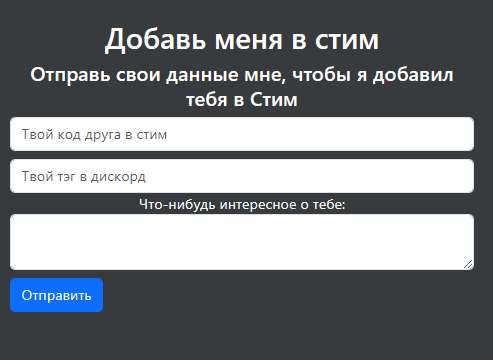 Добавь меня в стим
Отправь свои данные мне, чтобы я добавил
тебя в Стим
Твой код друга в стим
Твой тэг в дискорд
Что-нибудь интересное о тебе:
Отправить